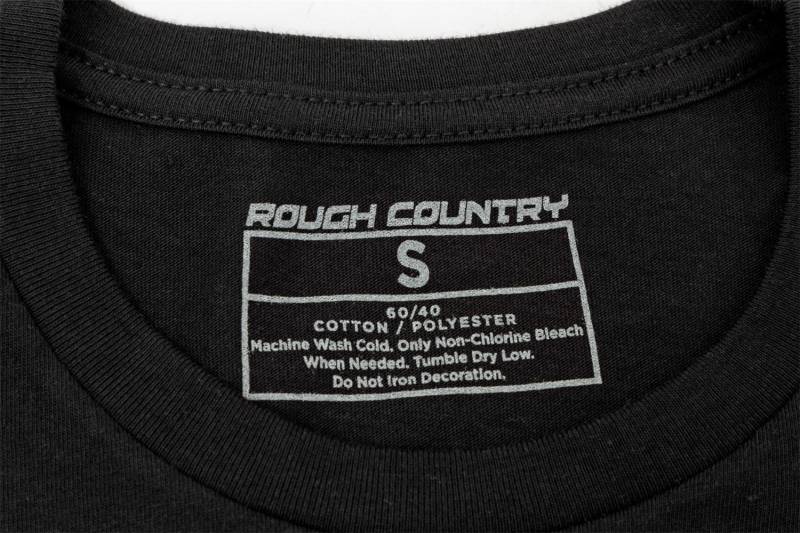 ROUGH COUNTRY
S
60/40
COTTON / POLYESTER
Machine Wash Cold. Only Non-Chlorine Bleach
When Needed. Tumble Dry Low.
Do Not Iron Decoration.